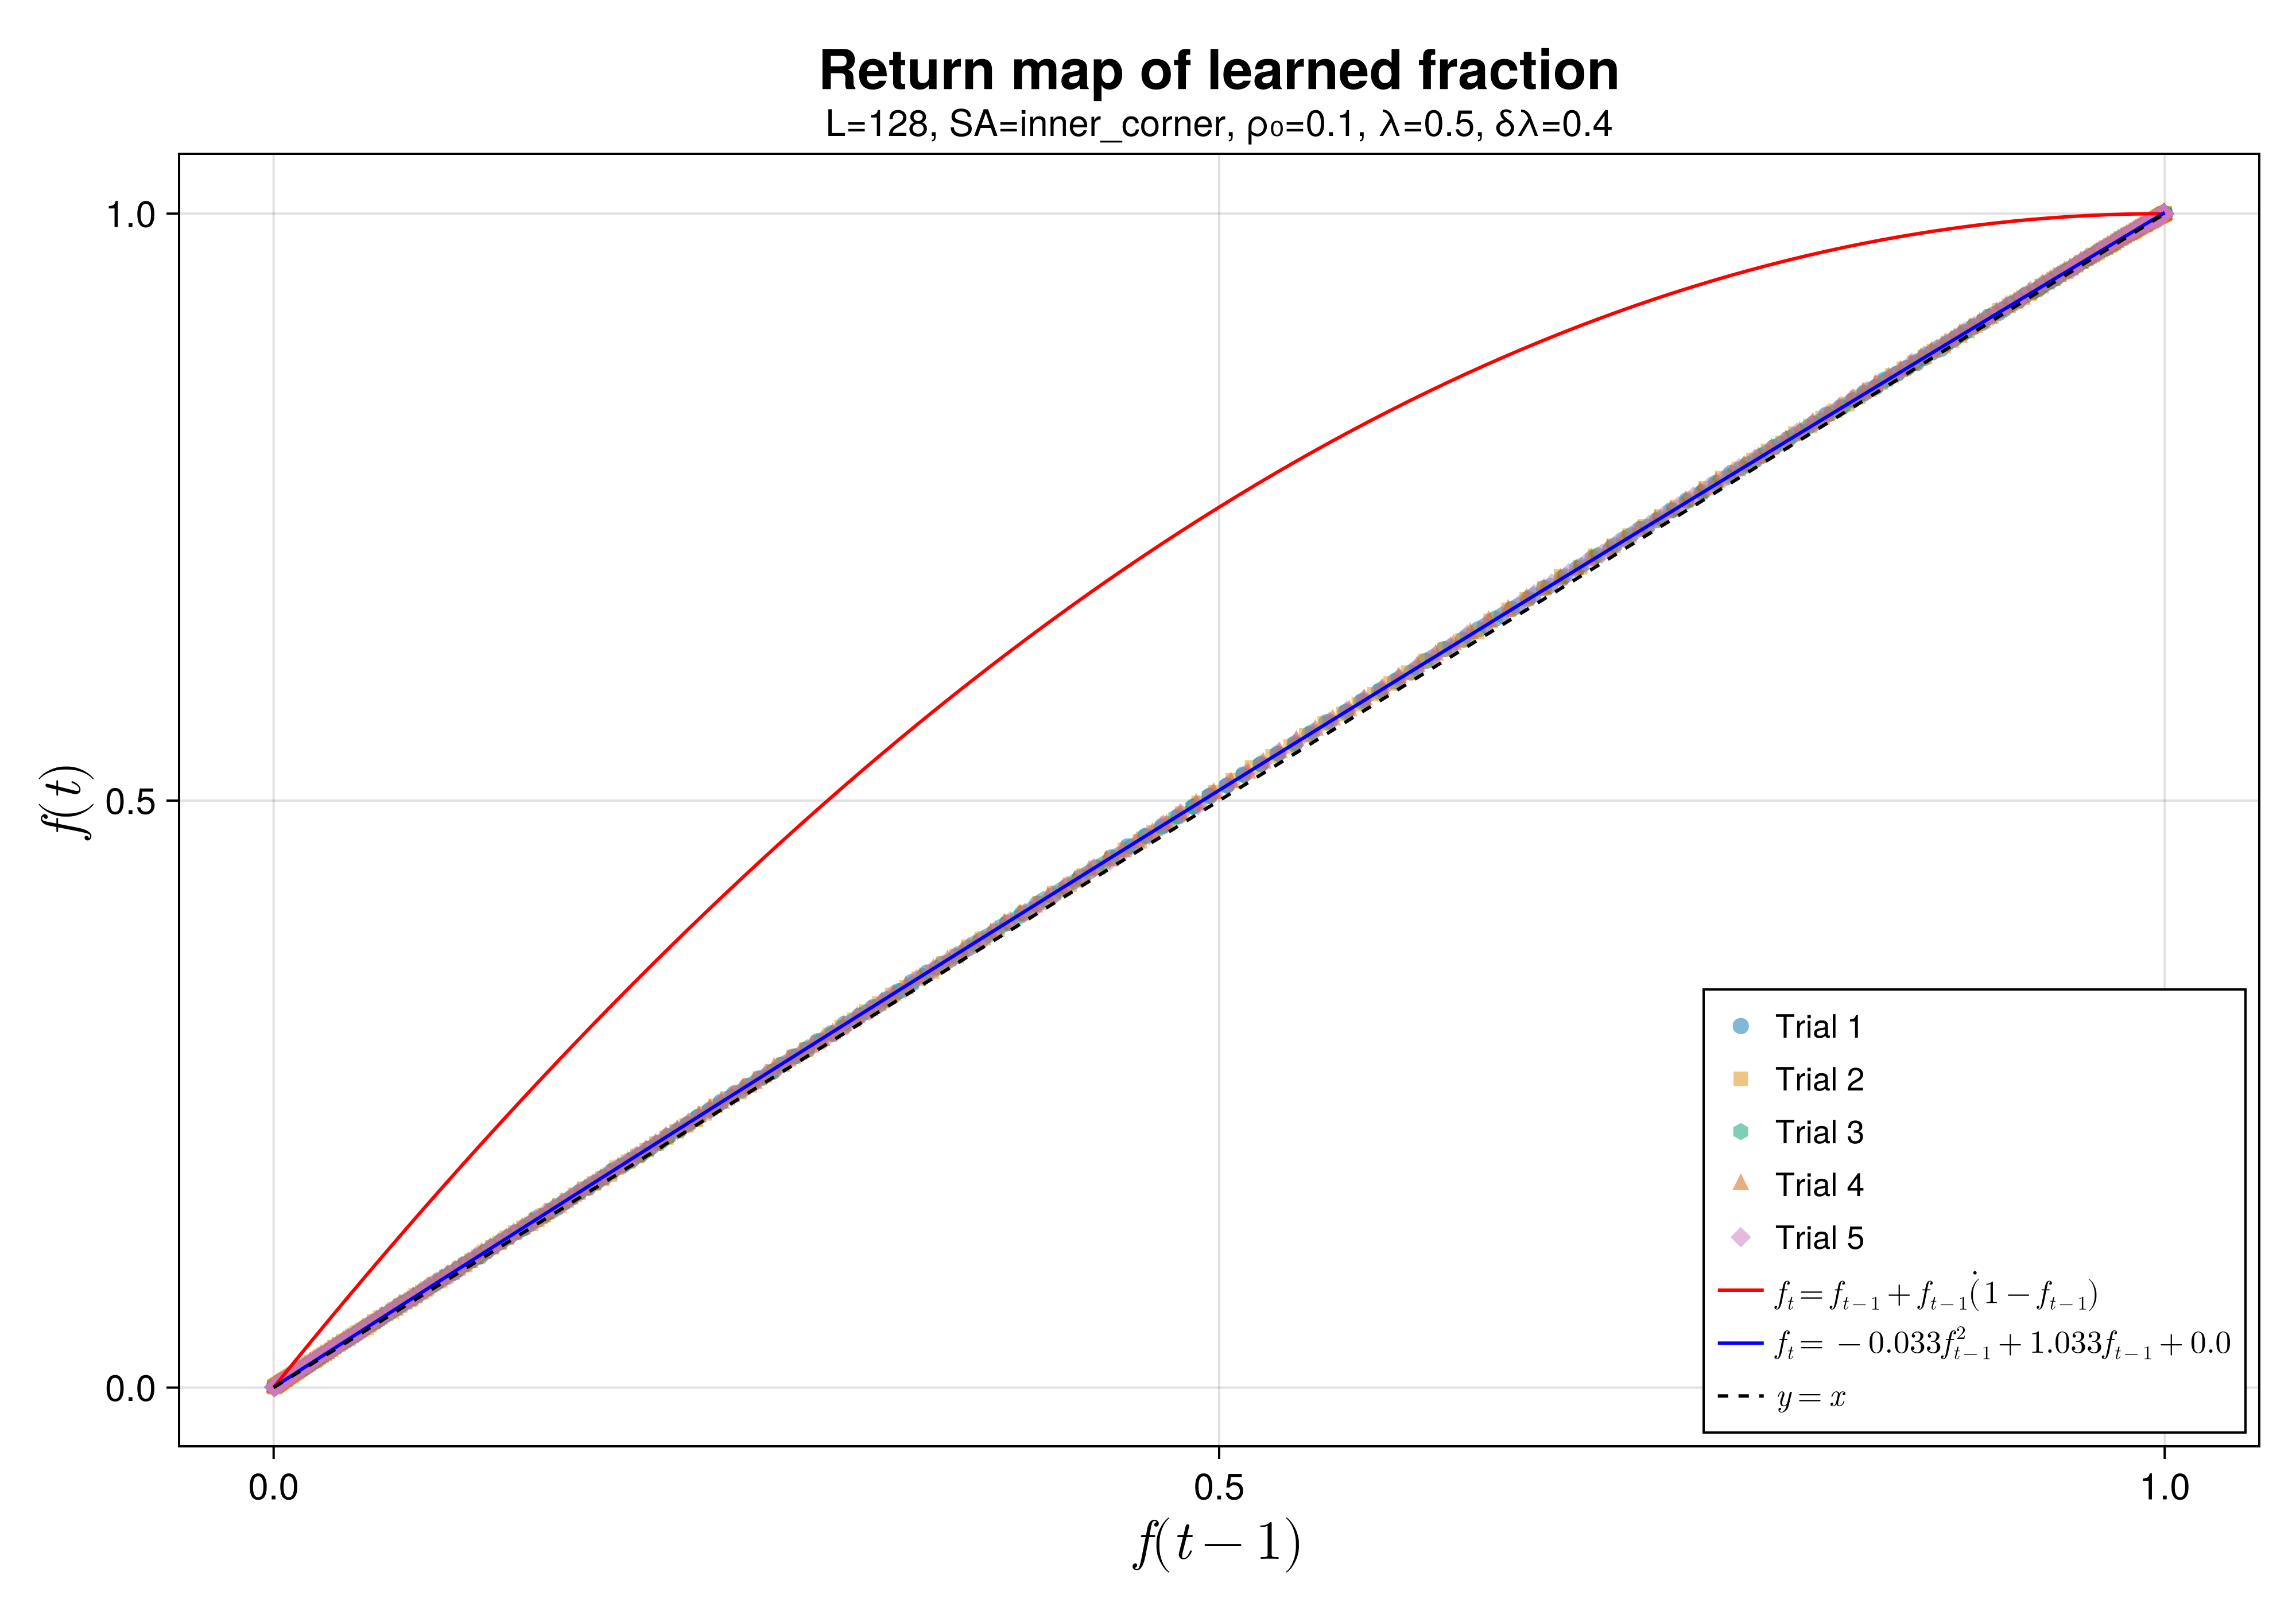 Return map of learned fraction
L=128, SA=inner_corner, ρ₀=0.1, λ=0.5, δλ=0.4
1.0
f(t)
0.5
0.0
Trial 1
Trial 2
Trial 3
Trial 4
Trial 5
f_t = f_{t−1} + f_{t−1}\dot{(}1 − f_{t−1})
f_t = −0.033f²_{t−1} + 1.033f_{t−1} + 0.0
y = x
0.0
0.5
1.0
f(t − 1)